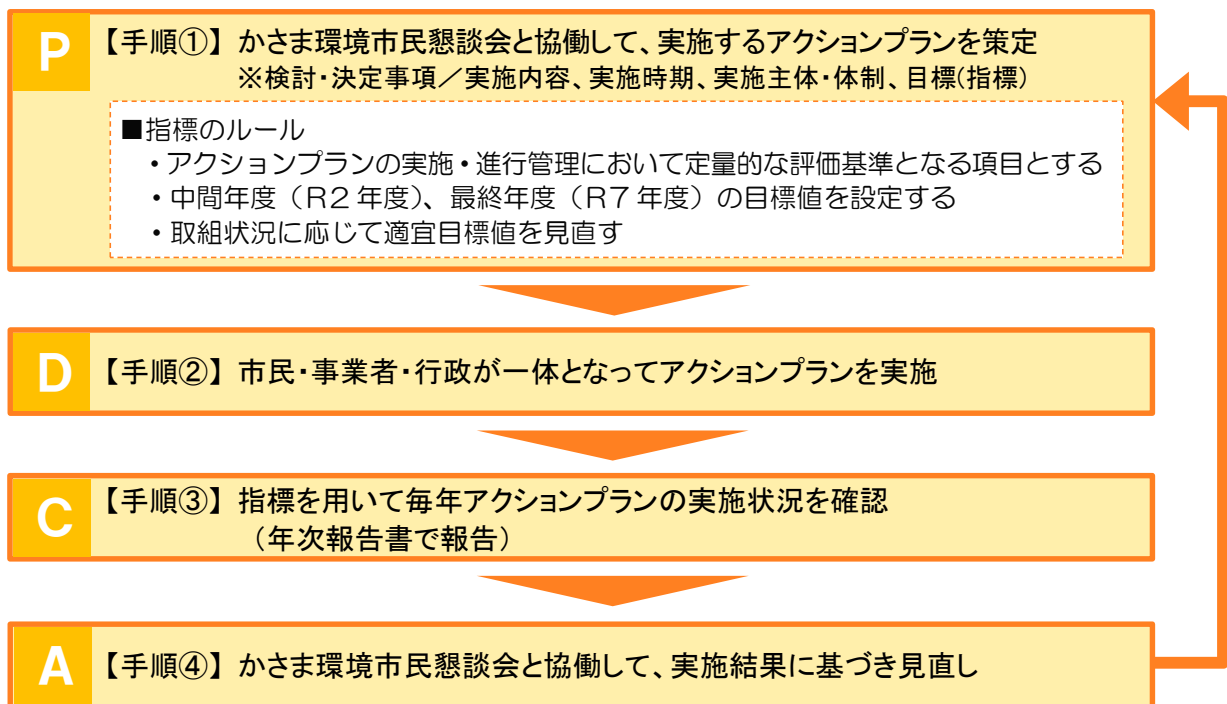 P
【手順①】 かさま環境市民懇談会と協働して、実施するアクションプランを策定
※検討・決定事項／実施内容、実施時期、実施主体・体制、目標(指標)
■指標のルール
・アクションプランの実施・進行管理において定量的な評価基準となる項目とする
・中間年度（R2年度）、最終年度（R7年度）の目標値を設定する
・取組状況に応じて適宜目標値を見直す
D
【手順②】 市民・事業者・行政が一体となってアクションプランを実施
C
【手順③】 指標を用いて毎年アクションプランの実施状況を確認
（年次報告書で報告）
A
【手順④】 かさま環境市民懇談会と協働して、実施結果に基づき見直し